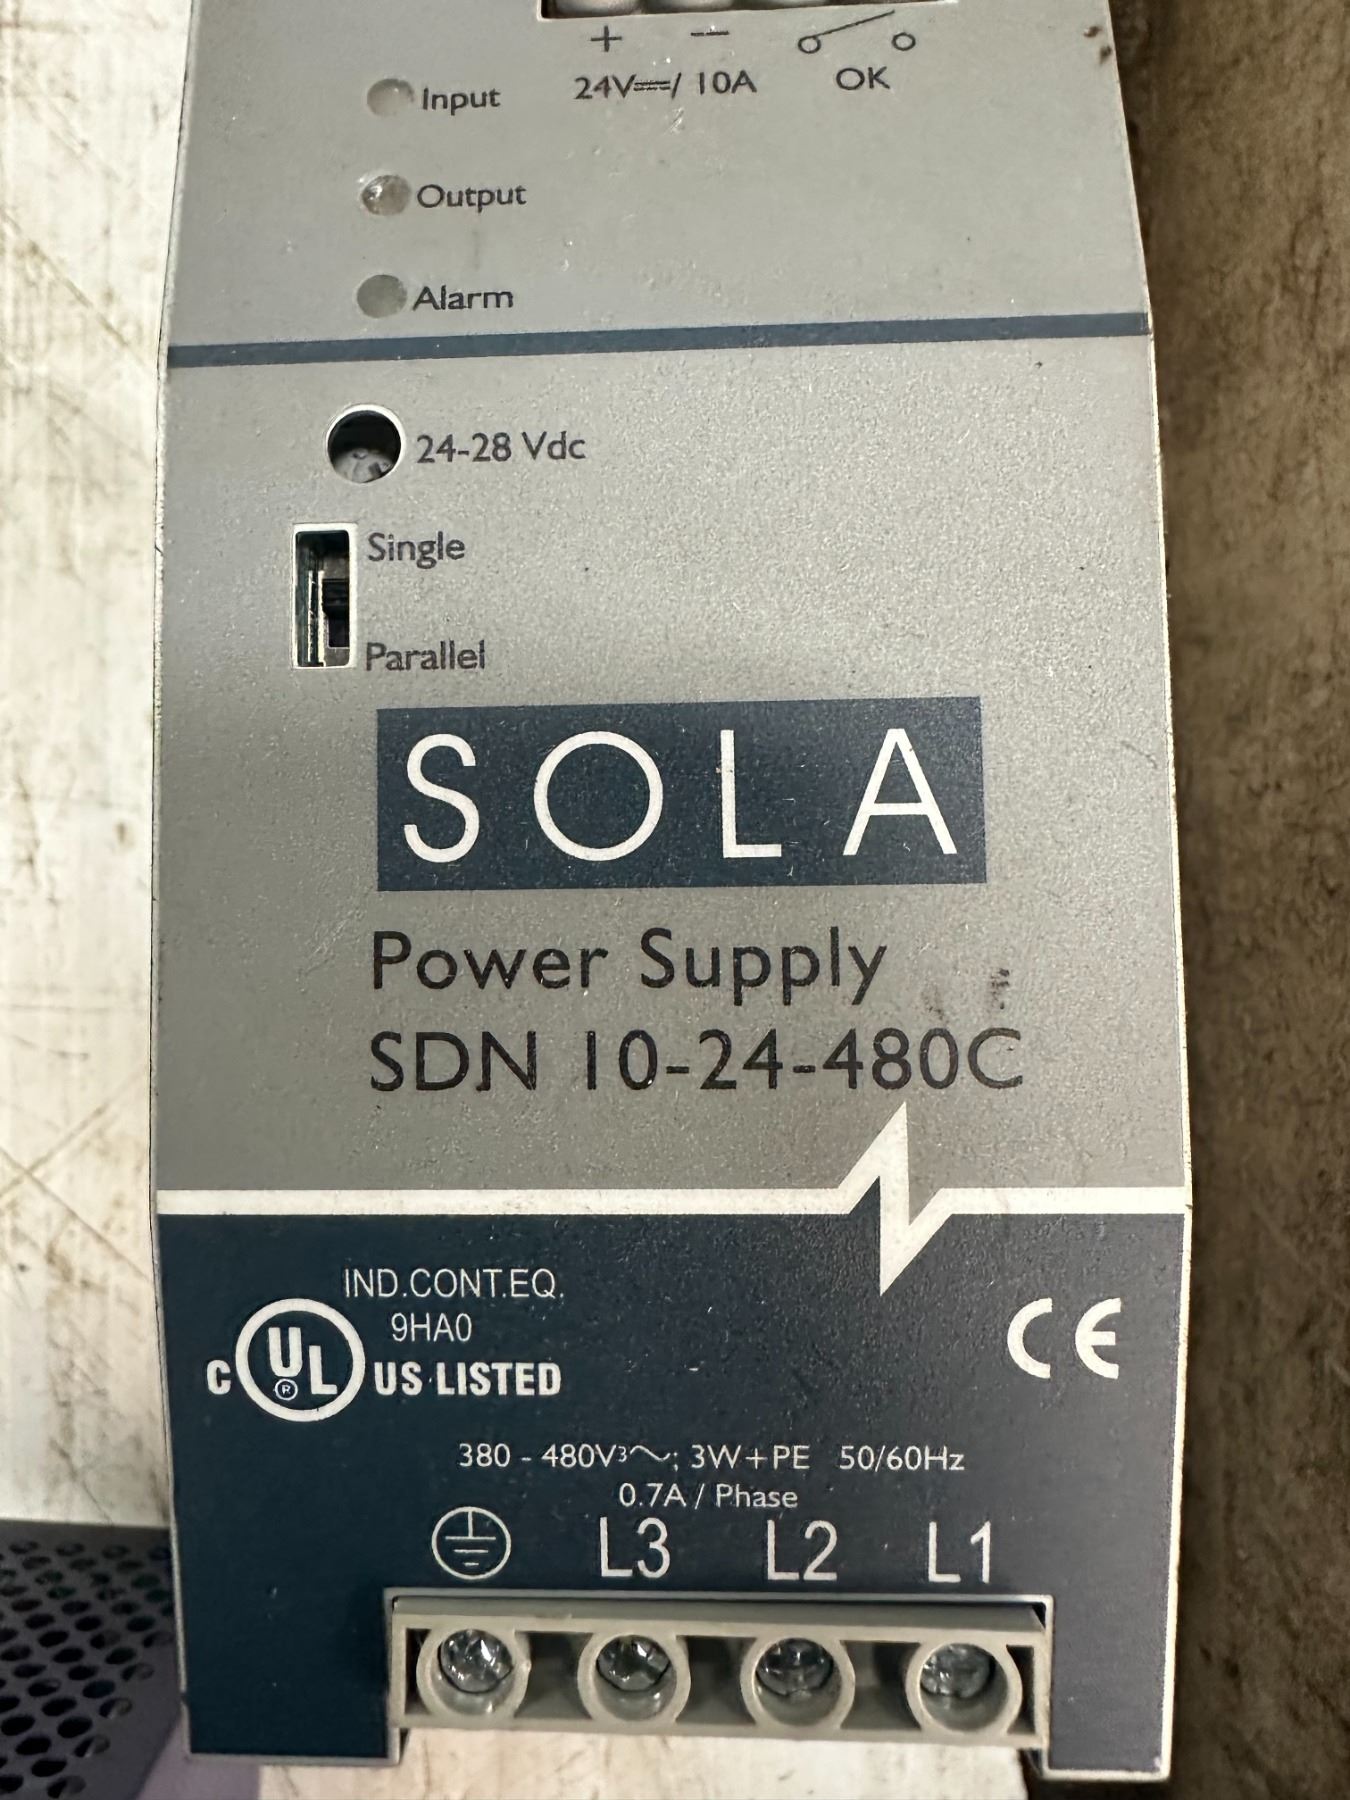 + −
24V⎓/ 10A OK
Input
Output
Alarm
24-28 Vdc
Single
Parallel
SOLA
Power Supply
SDN 10-24-480C
IND.CONT.EQ.
9HA0
C UL® US LISTED
CE
380 - 480V3~; 3W+PE 50/60Hz
0.7A / Phase
L3 L2 L1